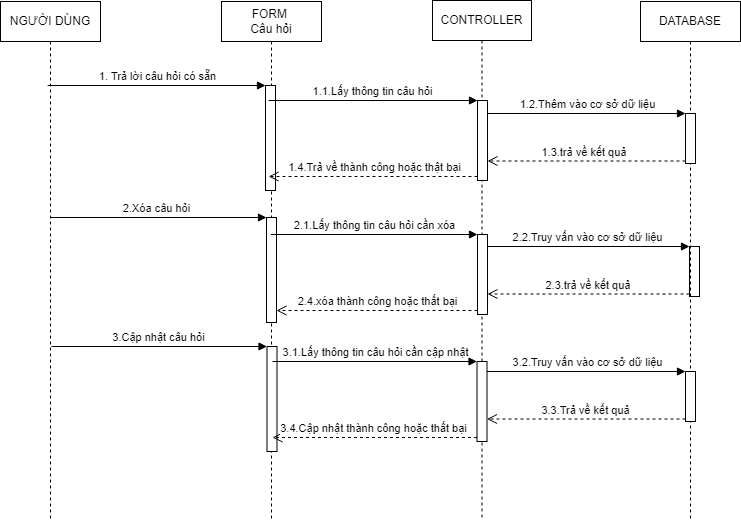 NGƯỜI DÙNG
FORM
Câu hỏi
CONTROLLER
DATABASE
1. Trả lời câu hỏi có sẵn
1.1.Lấy thông tin câu hỏi
1.2.Thêm vào cơ sở dữ liệu
1.3.trả về kết quả
1.4.Trả về thành công hoặc thật bại
2.Xóa câu hỏi
2.1.Lấy thông tin câu hỏi cần xóa
2.2.Truy vấn vào cơ sở dữ liệu
2.3.trả về kết quả
2.4.xóa thành công hoặc thất bại
3.Cập nhật câu hỏi
3.1.Lấy thông tin câu hỏi cần cập nhật
3.2.Truy vấn vào cơ sở dữ liệu
3.3.Trả về kết quả
3.4.Cập nhật thành công hoặc thất bại